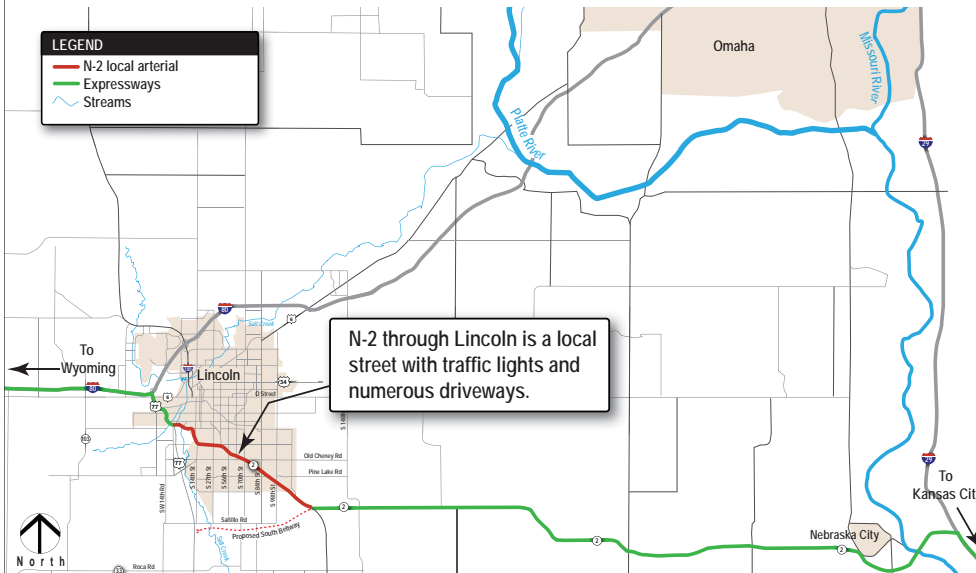 LEGEND
N-2 local arterial
Expressways
Streams
Omaha
Missouri River
Platte River
29
80
Salt Creek
6
N-2 through Lincoln is a local
street with traffic lights and
numerous driveways.
To
Wyoming
80
Lincoln
34
O Street
6
77
S 148th
103
77
2
Old Cheney Rd
Pine Lake Rd
SW 14th Rd
S 14th St
S 27th St
S 56th St
S 70th St
S 84th St
S 98th St
29
To
Kansas Cit
2
Saltillo Rd
Proposed South Beltway
Salt Creek
2
2
Nebraska City
North
33
Roca Rd